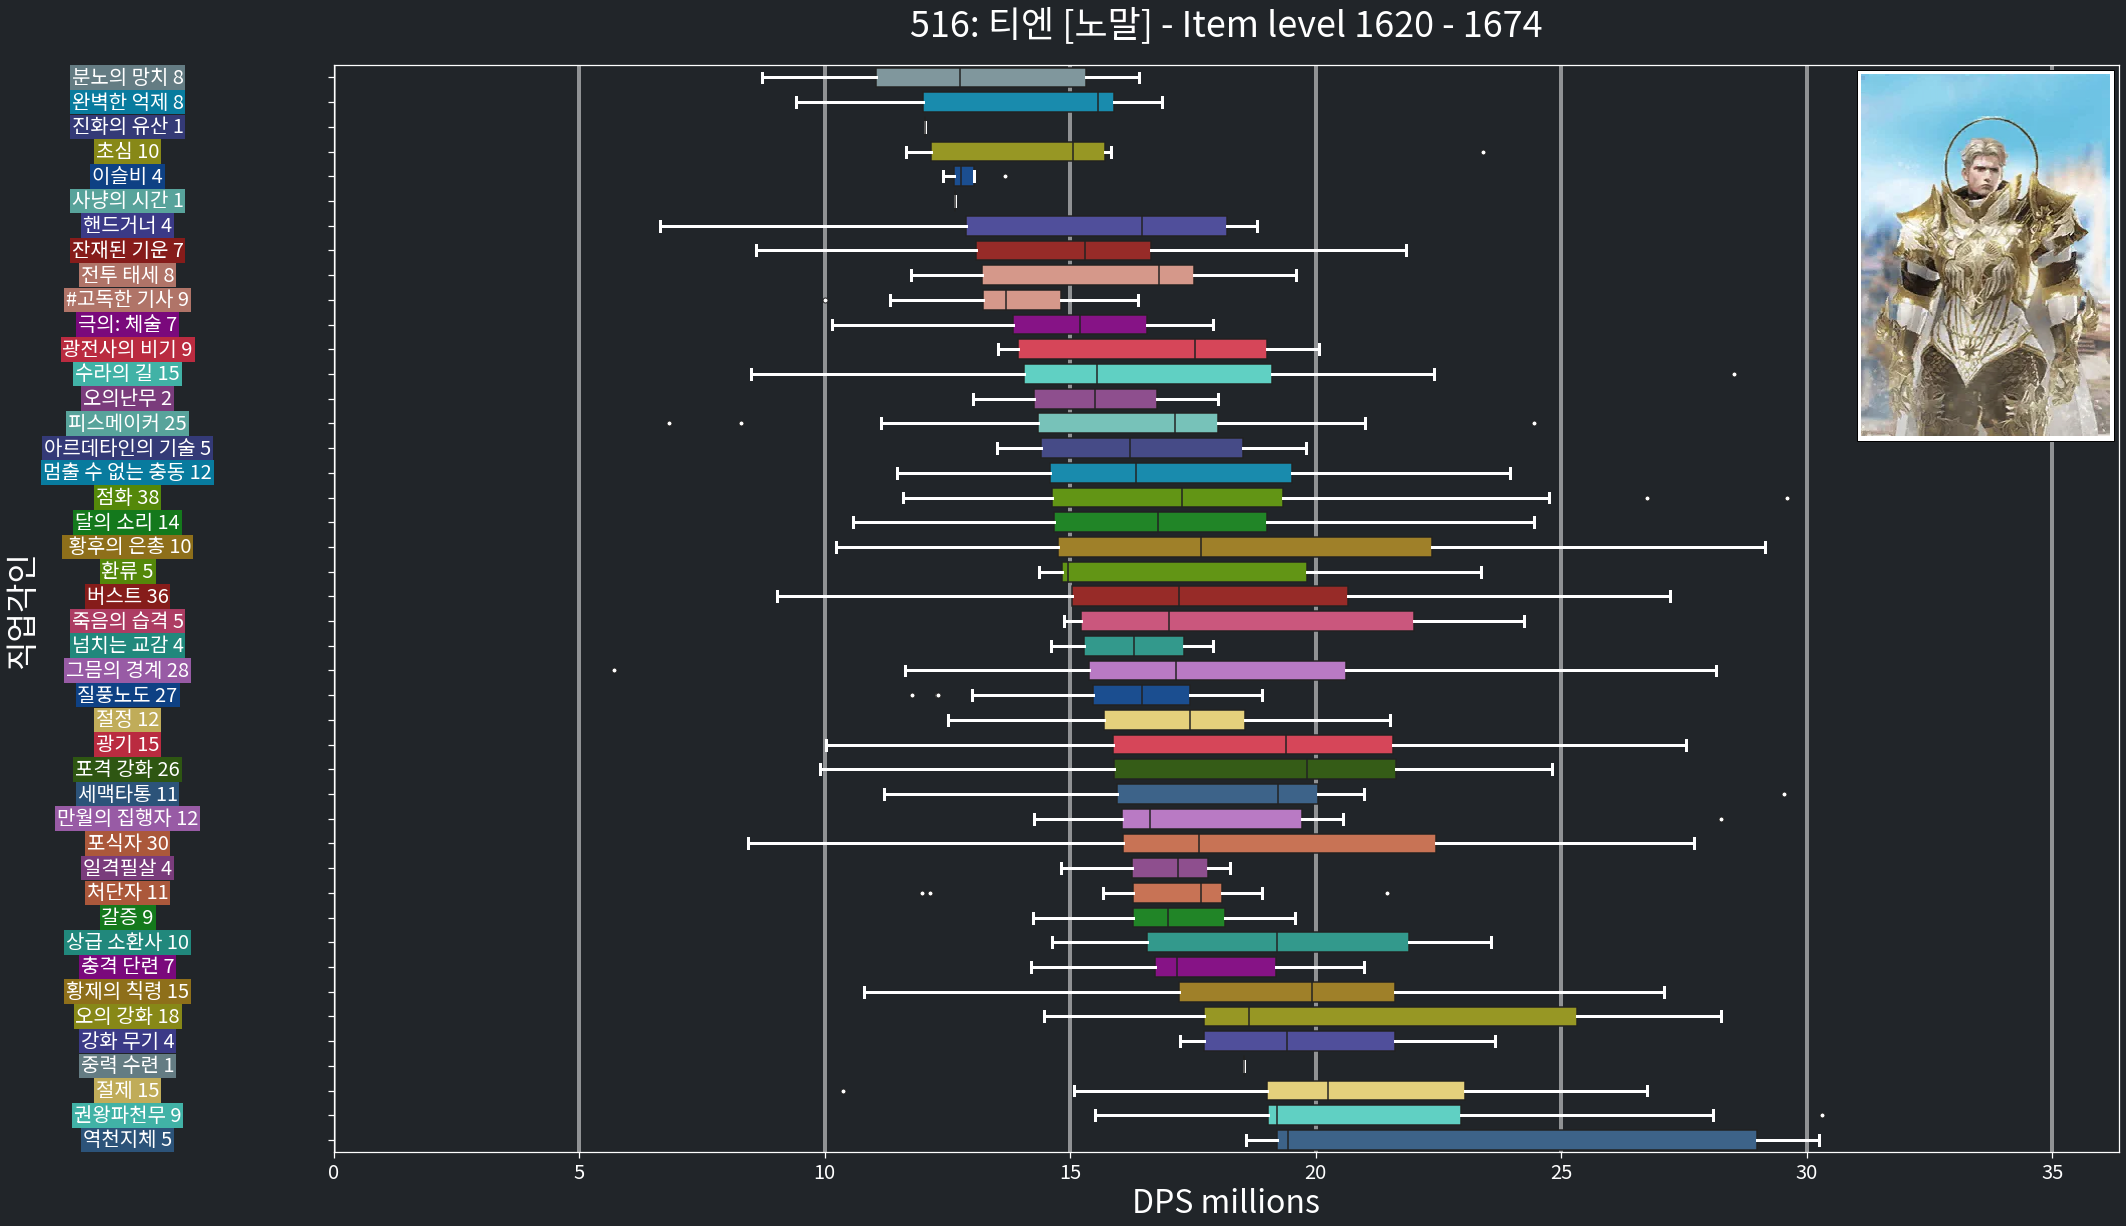 516: 티엔 [노말] - Item level 1620 - 1674
직업각인
분노의 망치 8
완벽한 억제 8
진화의 유산 1
초심 10
이슬비 4
사냥의 시간 1
핸드거너 4
잔재된 기운 7
전투 태세 8
#고독한 기사 9
극의: 체술 7
광전사의 비기 9
수라의 길 15
오의난무 2
피스메이커 25
아르데타인의 기술 5
멈출 수 없는 충동 12
점화 38
달의 소리 14
황후의 은총 10
환류 5
버스트 36
죽음의 습격 5
넘치는 교감 4
그믐의 경계 28
질풍노도 27
절정 12
광기 15
포격 강화 26
세맥타통 11
만월의 집행자 12
포식자 30
일격필살 4
처단자 11
갈증 9
상급 소환사 10
충격 단련 7
황제의 칙령 15
오의 강화 18
강화 무기 4
중력 수련 1
절제 15
권왕파천무 9
역천지체 5
0 5 10 15 20 25 30 35
DPS millions